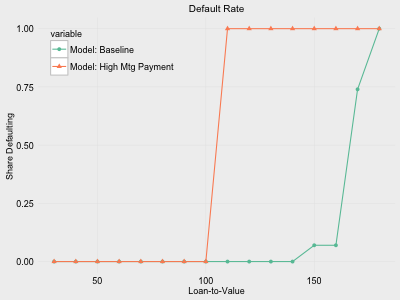 Default Rate
variable
Model: Baseline
Model: High Mtg Payment
Share Defaulting
1.00
0.75
0.50
0.25
0.00
50
100
150
Loan-to-Value